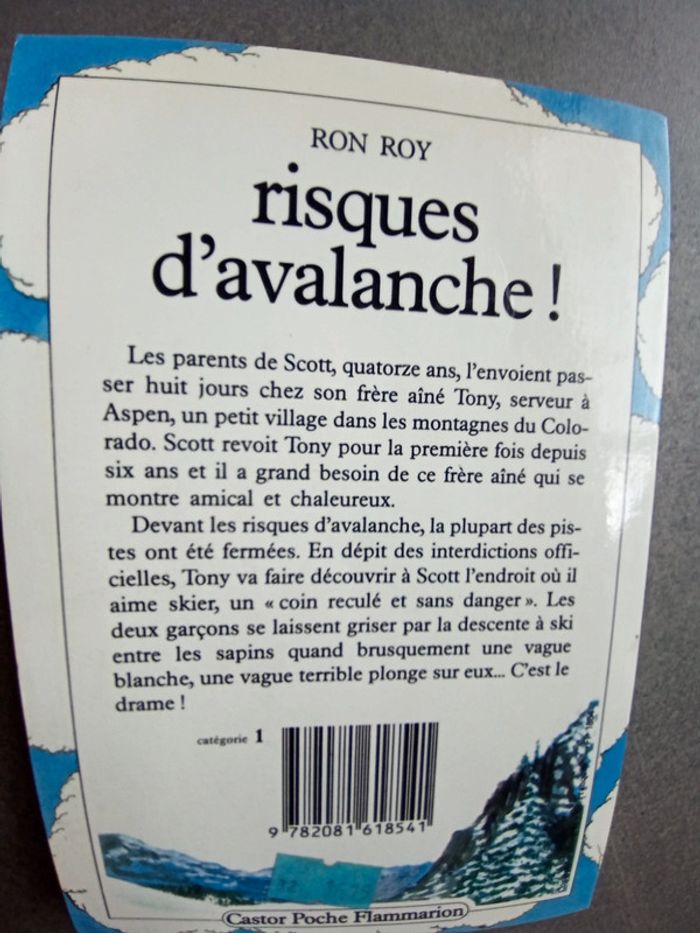 RON ROY
risques
d'avalanche !
Les parents de Scott, quatorze ans, l'envoient pas-
ser huit jours chez son frère aîné Tony, serveur à
Aspen, un petit village dans les montagnes du Colo-
rado. Scott revoit Tony pour la première fois depuis
six ans et il a grand besoin de ce frère aîné qui se
montre amical et chaleureux.
Devant les risques d'avalanche, la plupart des pis-
tes ont été fermées. En dépit des interdictions offi-
cielles, Tony va faire découvrir à Scott l'endroit où il
aime skier, un « coin reculé et sans danger ». Les
deux garçons se laissent griser par la descente à ski
entre les sapins quand brusquement une vague
blanche, une vague terrible plonge sur eux... C'est le
drame !
catégorie 1
9 782081 618541
Castor Poche Flammarion